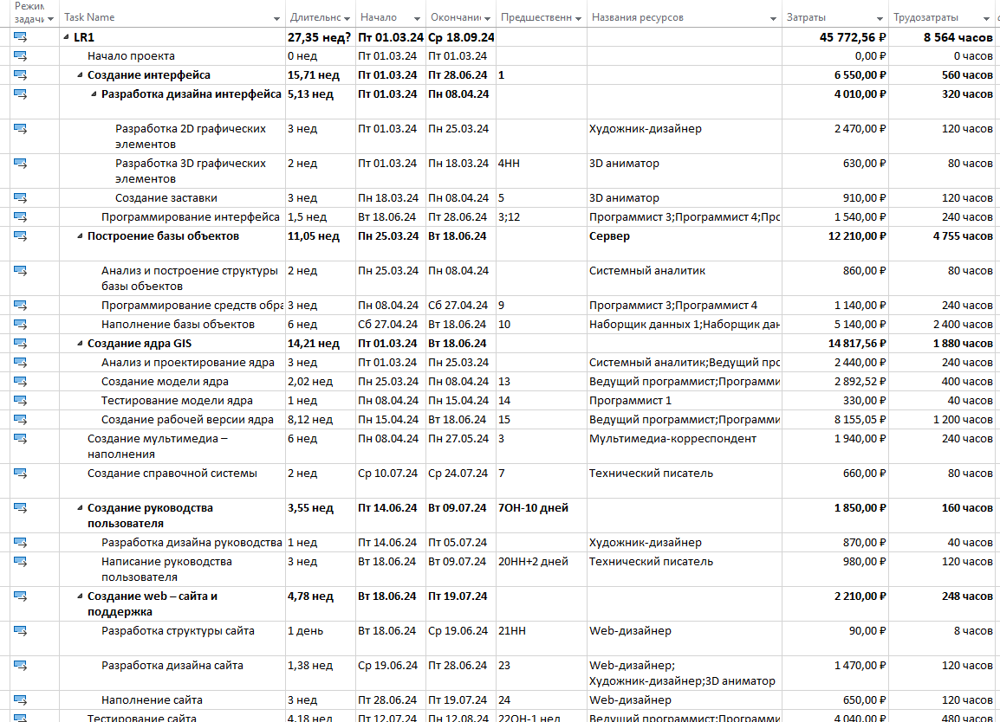 Режим задачи Task Name Длительнс Начало Окончани Предшественн Названия ресурсов Затраты Трудозатраты
LR1 27,35 нед? Пт 01.03.24 Ср 18.09.24 45 772,56 ₽ 8 564 часов
Начало проекта 0 нед Пт 01.03.24 Пт 01.03.24 0,00 ₽ 0 часов
Создание интерфейса 15,71 нед Пт 01.03.24 Пт 28.06.24 1 6 550,00 ₽ 560 часов
Разработка дизайна интерфейса 5,13 нед Пт 01.03.24 Пн 08.04.24 4 010,00 ₽ 320 часов
Разработка 2D графических 3 нед Пт 01.03.24 Пн 25.03.24 Художник-дизайнер 2 470,00 ₽ 120 часов
элементов
Разработка 3D графических 2 нед Пт 01.03.24 Пн 18.03.24 4НН 3D аниматор 630,00 ₽ 80 часов
элементов
Создание заставки 3 нед Пн 18.03.24 Пн 08.04.24 5 3D аниматор 910,00 ₽ 120 часов
Программирование интерфейса 1,5 нед Вт 18.06.24 Пт 28.06.24 3;12 Программист 3;Программист 4;Прс 1 540,00 ₽ 240 часов
Построение базы объектов 11,05 нед Пн 25.03.24 Вт 18.06.24 Сервер 12 210,00 ₽ 4 755 часов
Анализ и построение структуры 2 нед Пн 25.03.24 Пн 08.04.24 Системный аналитик 860,00 ₽ 80 часов
базы объектов
Программирование средств обра 3 нед Пн 08.04.24 Сб 27.04.24 9 Программист 3;Программист 4 1 140,00 ₽ 240 часов
Наполнение базы объектов 6 нед Сб 27.04.24 Вт 18.06.24 10 Наборщик данных 1;Наборщик дан 5 140,00 ₽ 2 400 часов
Создание ядра GIS 14,21 нед Пт 01.03.24 Вт 18.06.24 14 817,56 ₽ 1 880 часов
Анализ и проектирование ядра 3 нед Пт 01.03.24 Пн 25.03.24 Системный аналитик;Ведущий прс 2 440,00 ₽ 240 часов
Создание модели ядра 2,02 нед Пн 25.03.24 Пн 08.04.24 13 Ведущий программист;Программи 2 892,52 ₽ 400 часов
Тестирование модели ядра 1 нед Пн 08.04.24 Пн 15.04.24 14 Программист 1 330,00 ₽ 40 часов
Создание рабочей версии ядра 8,12 нед Пн 15.04.24 Вт 18.06.24 15 Ведущий программист;Программи 8 155,05 ₽ 1 200 часов
Создание мультимедиа – 6 нед Пн 08.04.24 Пн 27.05.24 3 Мультимедиа-корреспондент 1 940,00 ₽ 240 часов
наполнения
Создание справочной системы 2 нед Ср 10.07.24 Ср 24.07.24 7 Технический писатель 660,00 ₽ 80 часов
Создание руководства 3,55 нед Пт 14.06.24 Вт 09.07.24 7ОН-10 дней 1 850,00 ₽ 160 часов
пользователя
Разработка дизайна руководства 1 нед Пт 14.06.24 Пт 05.07.24 Художник-дизайнер 870,00 ₽ 40 часов
Написание руководства 3 нед Вт 18.06.24 Вт 09.07.24 20НН+2 дней Технический писатель 980,00 ₽ 120 часов
пользователя
Создание web – сайта и 4,78 нед Вт 18.06.24 Пт 19.07.24 2 210,00 ₽ 248 часов
поддержка
Разработка структуры сайта 1 день Вт 18.06.24 Ср 19.06.24 21НН Web-дизайнер 90,00 ₽ 8 часов
Разработка дизайна сайта 1,38 нед Ср 19.06.24 Пт 28.06.24 23 Web-дизайнер; 1 470,00 ₽ 120 часов
Художник-дизайнер;3D аниматор
Наполнение сайта 3 нед Пт 28.06.24 Пт 19.07.24 24 Web-дизайнер 650,00 ₽ 120 часов
Тестирование сайта 4,18 нед Пт 12.07.24 Пн 12.08.24 22ОН-1 нед Ведущий программист;Программи 4 040,00 ₽ 480 часов